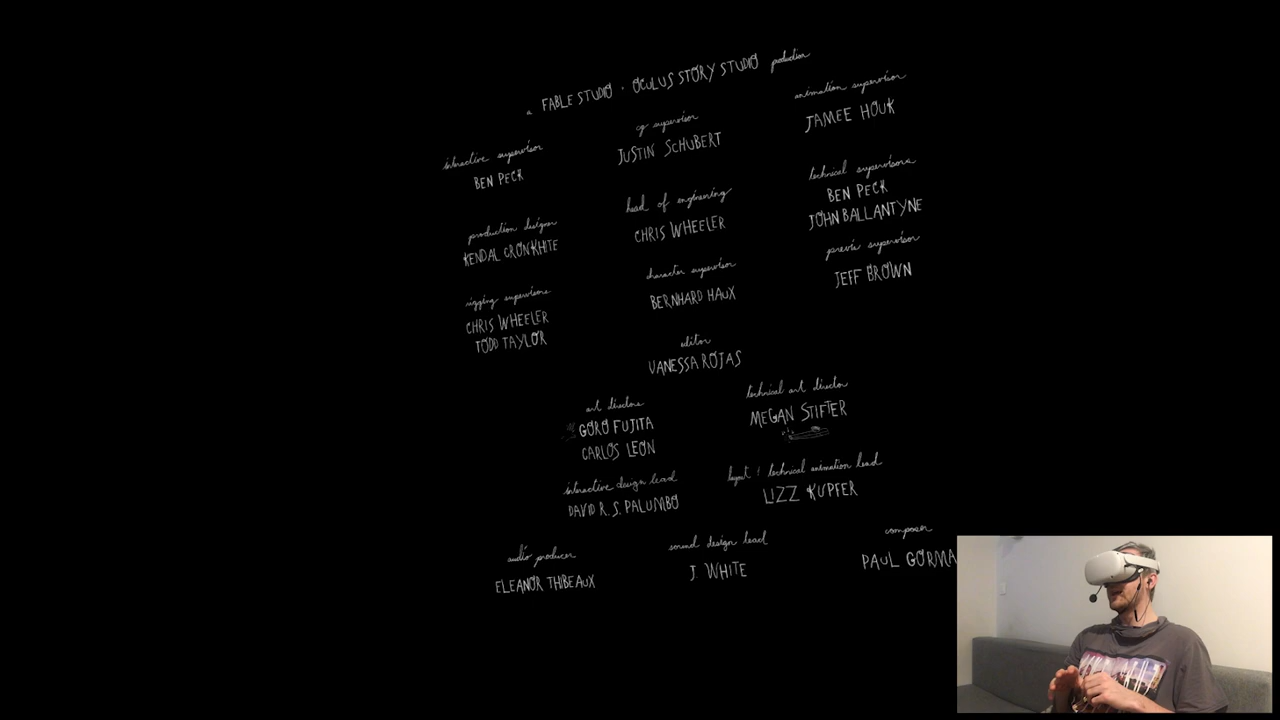 a FABLE STUDIO · OCULUS STORY STUDIO production
interactive supervisor
BEN PECK
cg supervisor
JUSTIN SCHUBERT
animation supervisor
JAMEE HOUK
production designer
KENDAL CRONKHITE
head of engineering
CHRIS WHEELER
technical supervisors
BEN PECK
JOHN BALLANTYNE
rigging supervisors
CHRIS WHEELER
TODD TAYLOR
character supervisor
BERNHARD HAUX
previs supervisor
JEFF BROWN
editor
VANESSA ROJAS
art directors
GORO FUJITA
CARLOS LEON
technical art director
MEGAN STIFTER
interactive design lead
DAVID R. S. PALUMBO
layout / technical animation lead
LIZZ KUPFER
audio producer
ELEANOR THIBEAUX
sound design lead
J. WHITE
composer
PAUL GORMA